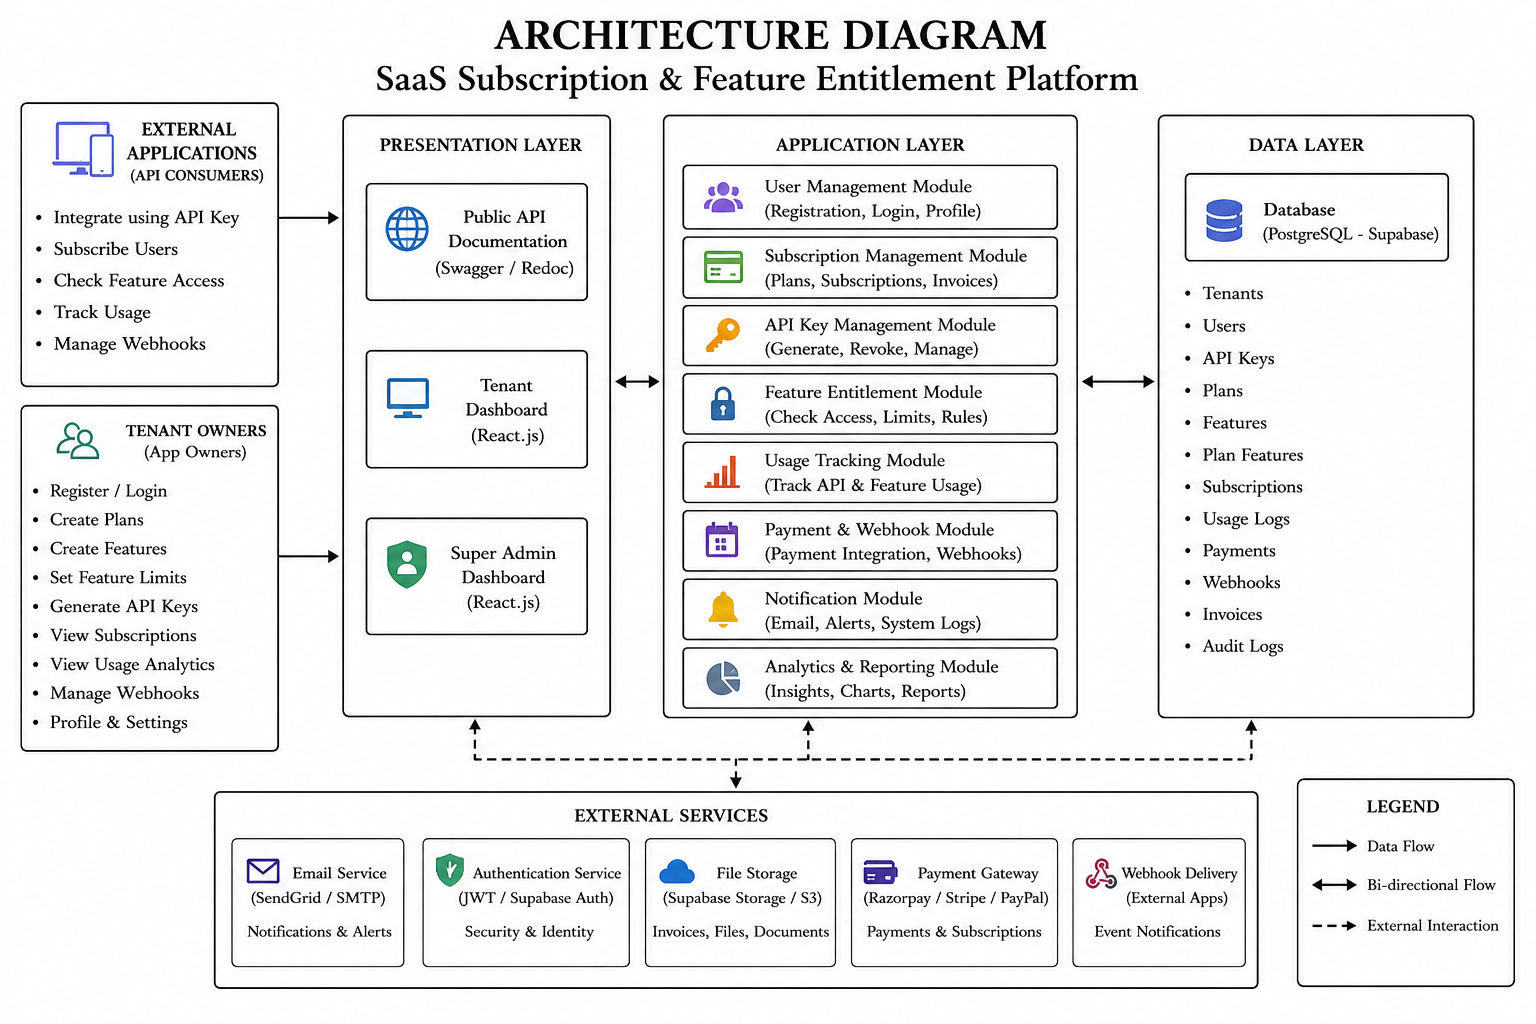 ARCHITECTURE DIAGRAM
SaaS Subscription & Feature Entitlement Platform
EXTERNAL
APPLICATIONS
(API CONSUMERS)
• Integrate using API Key
• Subscribe Users
• Check Feature Access
• Track Usage
• Manage Webhooks
TENANT OWNERS
(App Owners)
• Register / Login
• Create Plans
• Create Features
• Set Feature Limits
• Generate API Keys
• View Subscriptions
• View Usage Analytics
• Manage Webhooks
• Profile & Settings
PRESENTATION LAYER
Public API
Documentation
(Swagger / Redoc)
Tenant
Dashboard
(React.js)
Super Admin
Dashboard
(React.js)
APPLICATION LAYER
User Management Module
(Registration, Login, Profile)
Subscription Management Module
(Plans, Subscriptions, Invoices)
API Key Management Module
(Generate, Revoke, Manage)
Feature Entitlement Module
(Check Access, Limits, Rules)
Usage Tracking Module
(Track API & Feature Usage)
Payment & Webhook Module
(Payment Integration, Webhooks)
Notification Module
(Email, Alerts, System Logs)
Analytics & Reporting Module
(Insights, Charts, Reports)
DATA LAYER
Database
(PostgreSQL - Supabase)
• Tenants
• Users
• API Keys
• Plans
• Features
• Plan Features
• Subscriptions
• Usage Logs
• Payments
• Webhooks
• Invoices
• Audit Logs
EXTERNAL SERVICES
Email Service
(SendGrid / SMTP)
Notifications & Alerts
Authentication Service
(JWT / Supabase Auth)
Security & Identity
File Storage
(Supabase Storage / S3)
Invoices, Files, Documents
Payment Gateway
(Razorpay / Stripe / PayPal)
Payments & Subscriptions
Webhook Delivery
(External Apps)
Event Notifications
LEGEND
Data Flow
Bi-directional Flow
External Interaction